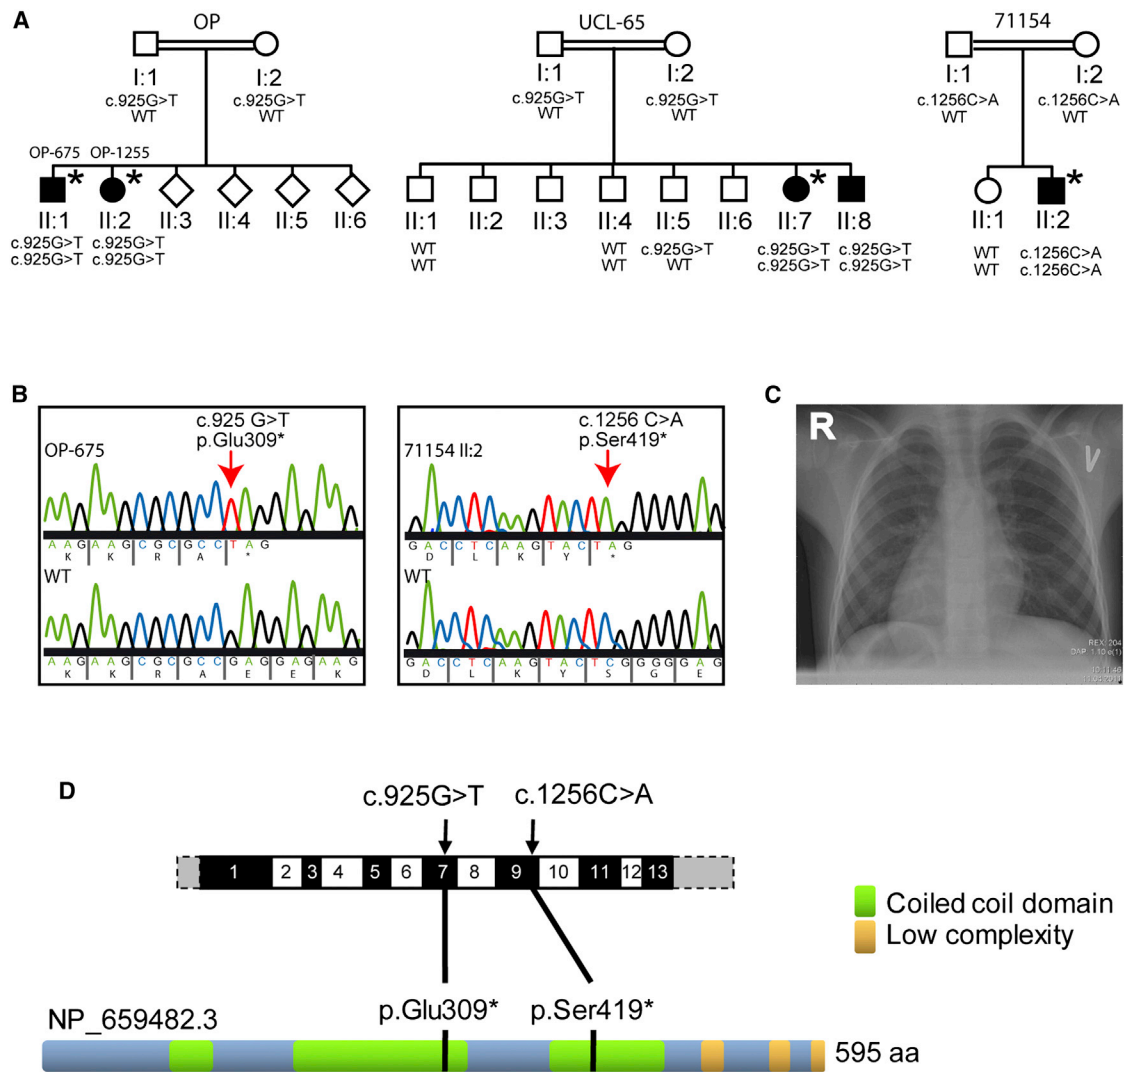 A
OP
UCL-65
71154
I:1
I:2
I:1
I:2
I:1
I:2
c.925G>T
c.925G>T
c.925G>T
c.925G>T
c.1256C>A
c.1256C>A
WT
WT
WT
WT
WT
WT
OP-675
OP-1255
*
*
*
*
II:1
II:2
II:3
II:4
II:5
II:6
II:1
II:2
II:3
II:4
II:5
II:6
II:7
II:8
II:1
II:2
c.925G>T
c.925G>T
WT
WT
c.925G>T
c.925G>T
c.925G>T
WT
c.1256C>A
c.925G>T
c.925G>T
WT
WT
WT
c.925G>T
c.925G>T
WT
c.1256C>A
B
c.925 G>T
p.Glu309*
OP-675
A A G A A G C G C G C C T A G
K K R A *
WT
A A G A A G C G C G C C G A G G A G A A G
K K R A E E K
c.1256 C>A
p.Ser419*
71154 II:2
G A C C T C A A G T A C T A G
D L K Y *
WT
G A C C T C A A G T A C T C G G G G G A G
D L K Y S G E
C
R
REX: 204
D
c.925G>T
c.1256C>A
1 2 3 4 5 6 7 8 9 10 11 12 13
Coiled coil domain
Low complexity
p.Glu309*
p.Ser419*
NP_659482.3
595 aa